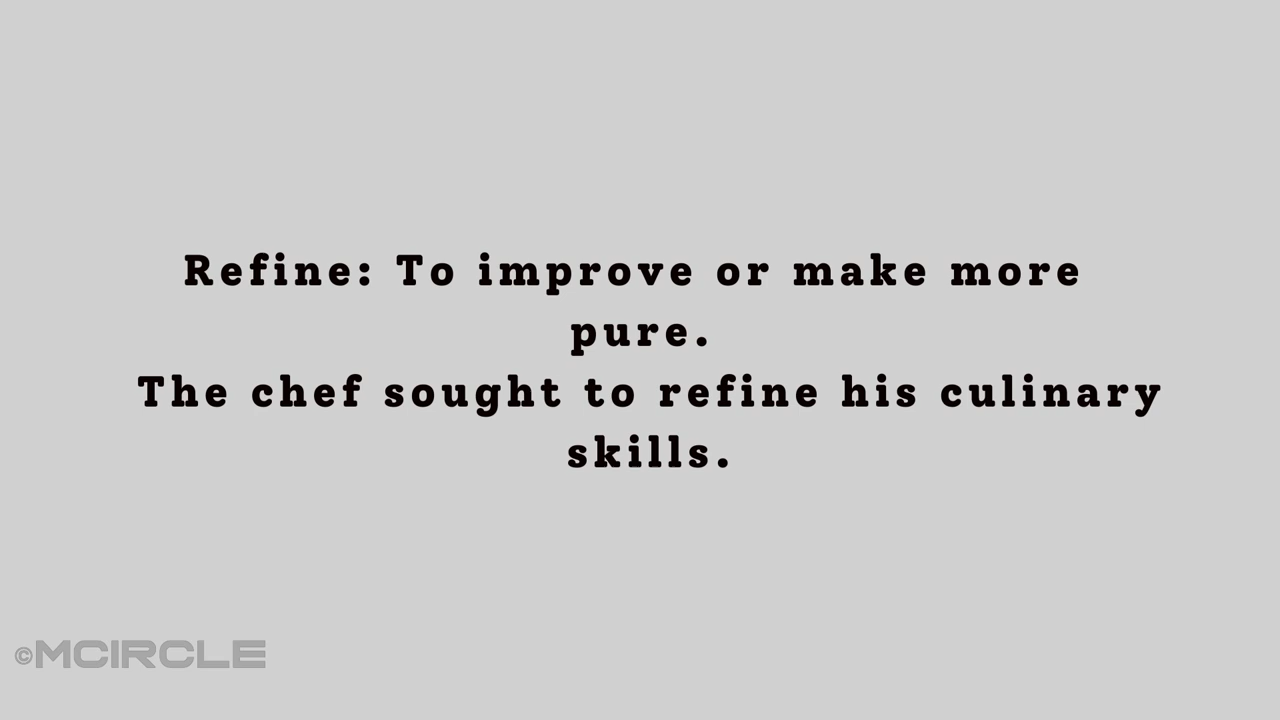 Refine: To improve or make more
pure.
The chef sought to refine his culinary
skills.
©MCIRCLE